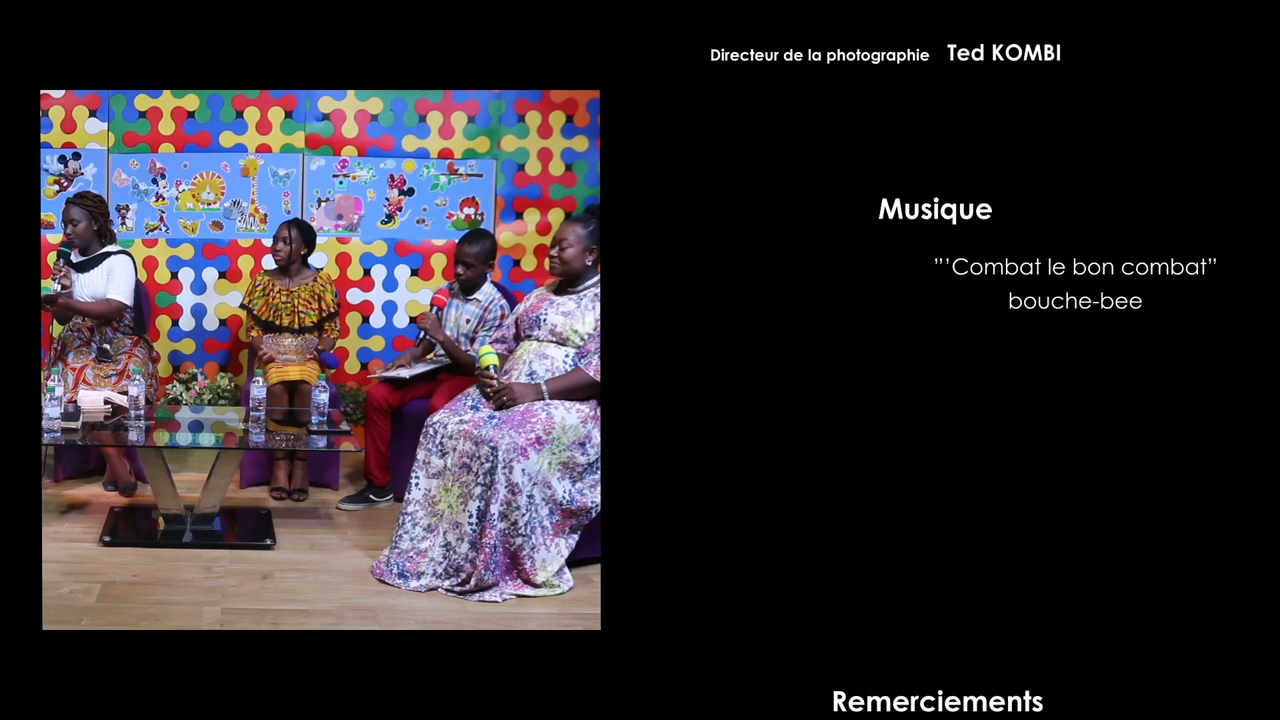 Directeur de la photographie Ted KOMBI
Musique
”’Combat le bon combat”
bouche-bee
Remerciements